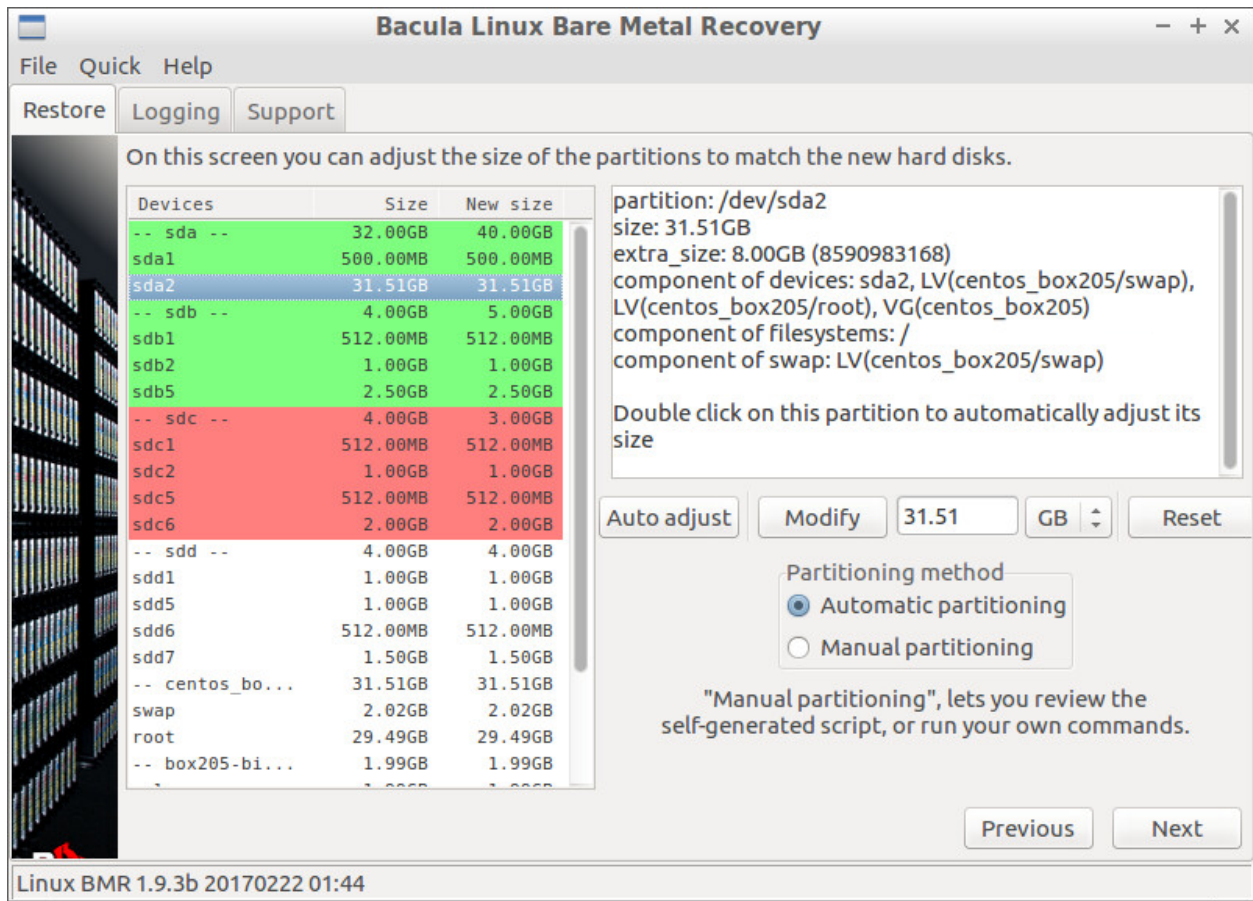 Bacula Linux Bare Metal Recovery
File Quick Help
Restore Logging Support
On this screen you can adjust the size of the partitions to match the new hard disks.
Devices Size New size
-- sda -- 32.00GB 40.00GB
sda1 500.00MB 500.00MB
sda2 31.51GB 31.51GB
-- sdb -- 4.00GB 5.00GB
sdb1 512.00MB 512.00MB
sdb2 1.00GB 1.00GB
sdb5 2.50GB 2.50GB
-- sdc -- 4.00GB 3.00GB
sdc1 512.00MB 512.00MB
sdc2 1.00GB 1.00GB
sdc5 512.00MB 512.00MB
sdc6 2.00GB 2.00GB
-- sdd -- 4.00GB 4.00GB
sdd1 1.00GB 1.00GB
sdd5 1.00GB 1.00GB
sdd6 512.00MB 512.00MB
sdd7 1.50GB 1.50GB
-- centos_bo... 31.51GB 31.51GB
swap 2.02GB 2.02GB
root 29.49GB 29.49GB
-- box205-bi... 1.99GB 1.99GB
partition: /dev/sda2
size: 31.51GB
extra_size: 8.00GB (8590983168)
component of devices: sda2, LV(centos_box205/swap),
LV(centos_box205/root), VG(centos_box205)
component of filesystems: /
component of swap: LV(centos_box205/swap)
Double click on this partition to automatically adjust its
size
Auto adjust Modify 31.51 GB Reset
Partitioning method
Automatic partitioning
Manual partitioning
"Manual partitioning", lets you review the
self-generated script, or run your own commands.
Previous Next
Linux BMR 1.9.3b 20170222 01:44